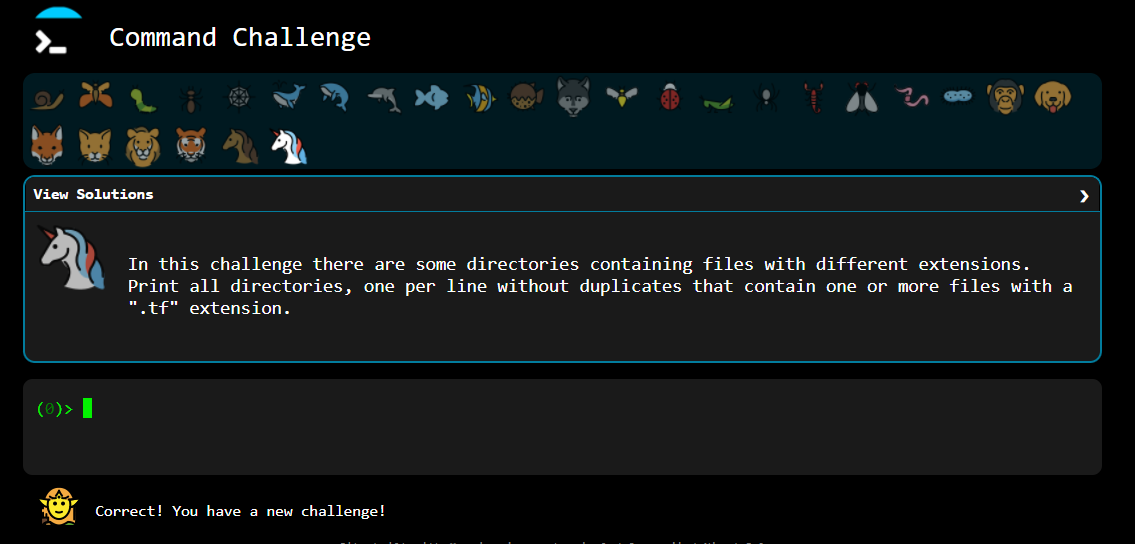 Command Challenge
View Solutions
In this challenge there are some directories containing files with different extensions.
Print all directories, one per line without duplicates that contain one or more files with a
".tf" extension.
(0)>
Correct! You have a new challenge!